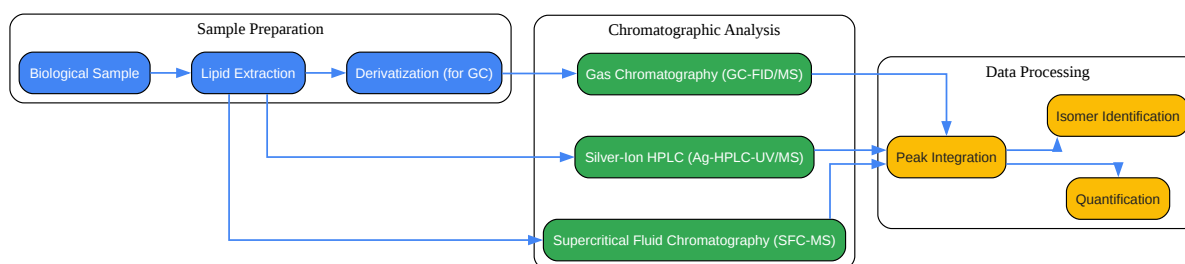 Sample Preparation
Biological Sample
Lipid Extraction
Derivatization (for GC)
Chromatographic Analysis
Gas Chromatography (GC-FID/MS)
Silver-Ion HPLC (Ag-HPLC-UV/MS)
Supercritical Fluid Chromatography (SFC-MS)
Data Processing
Peak Integration
Isomer Identification
Quantification